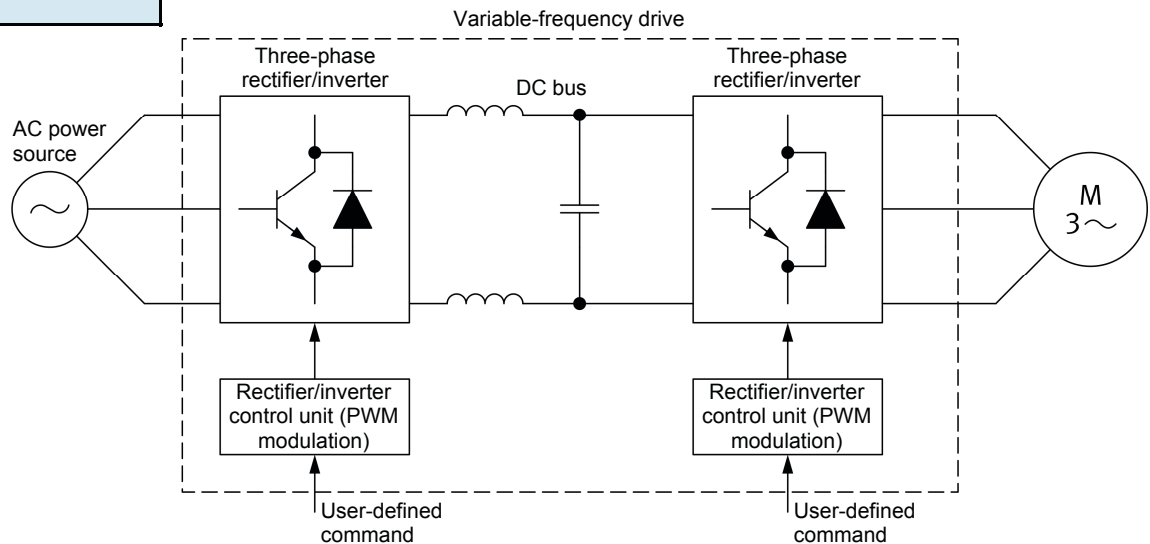 Variable-frequency drive
Three-phase
rectifier/inverter
DC bus
Three-phase
rectifier/inverter
AC power
source
M
3~
Rectifier/inverter
control unit (PWM
modulation)
Rectifier/inverter
control unit (PWM
modulation)
User-defined
command
User-defined
command